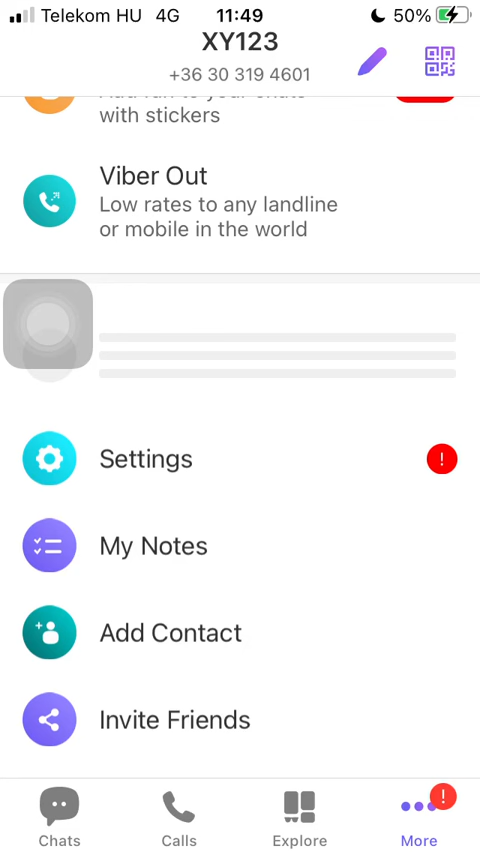 Telekom HU 4G 11:49 50%
XY123
+36 30 319 4601
with stickers
Viber Out
Low rates to any landline
or mobile in the world
Settings
!
My Notes
Add Contact
Invite Friends
!
Chats
Calls
Explore
More